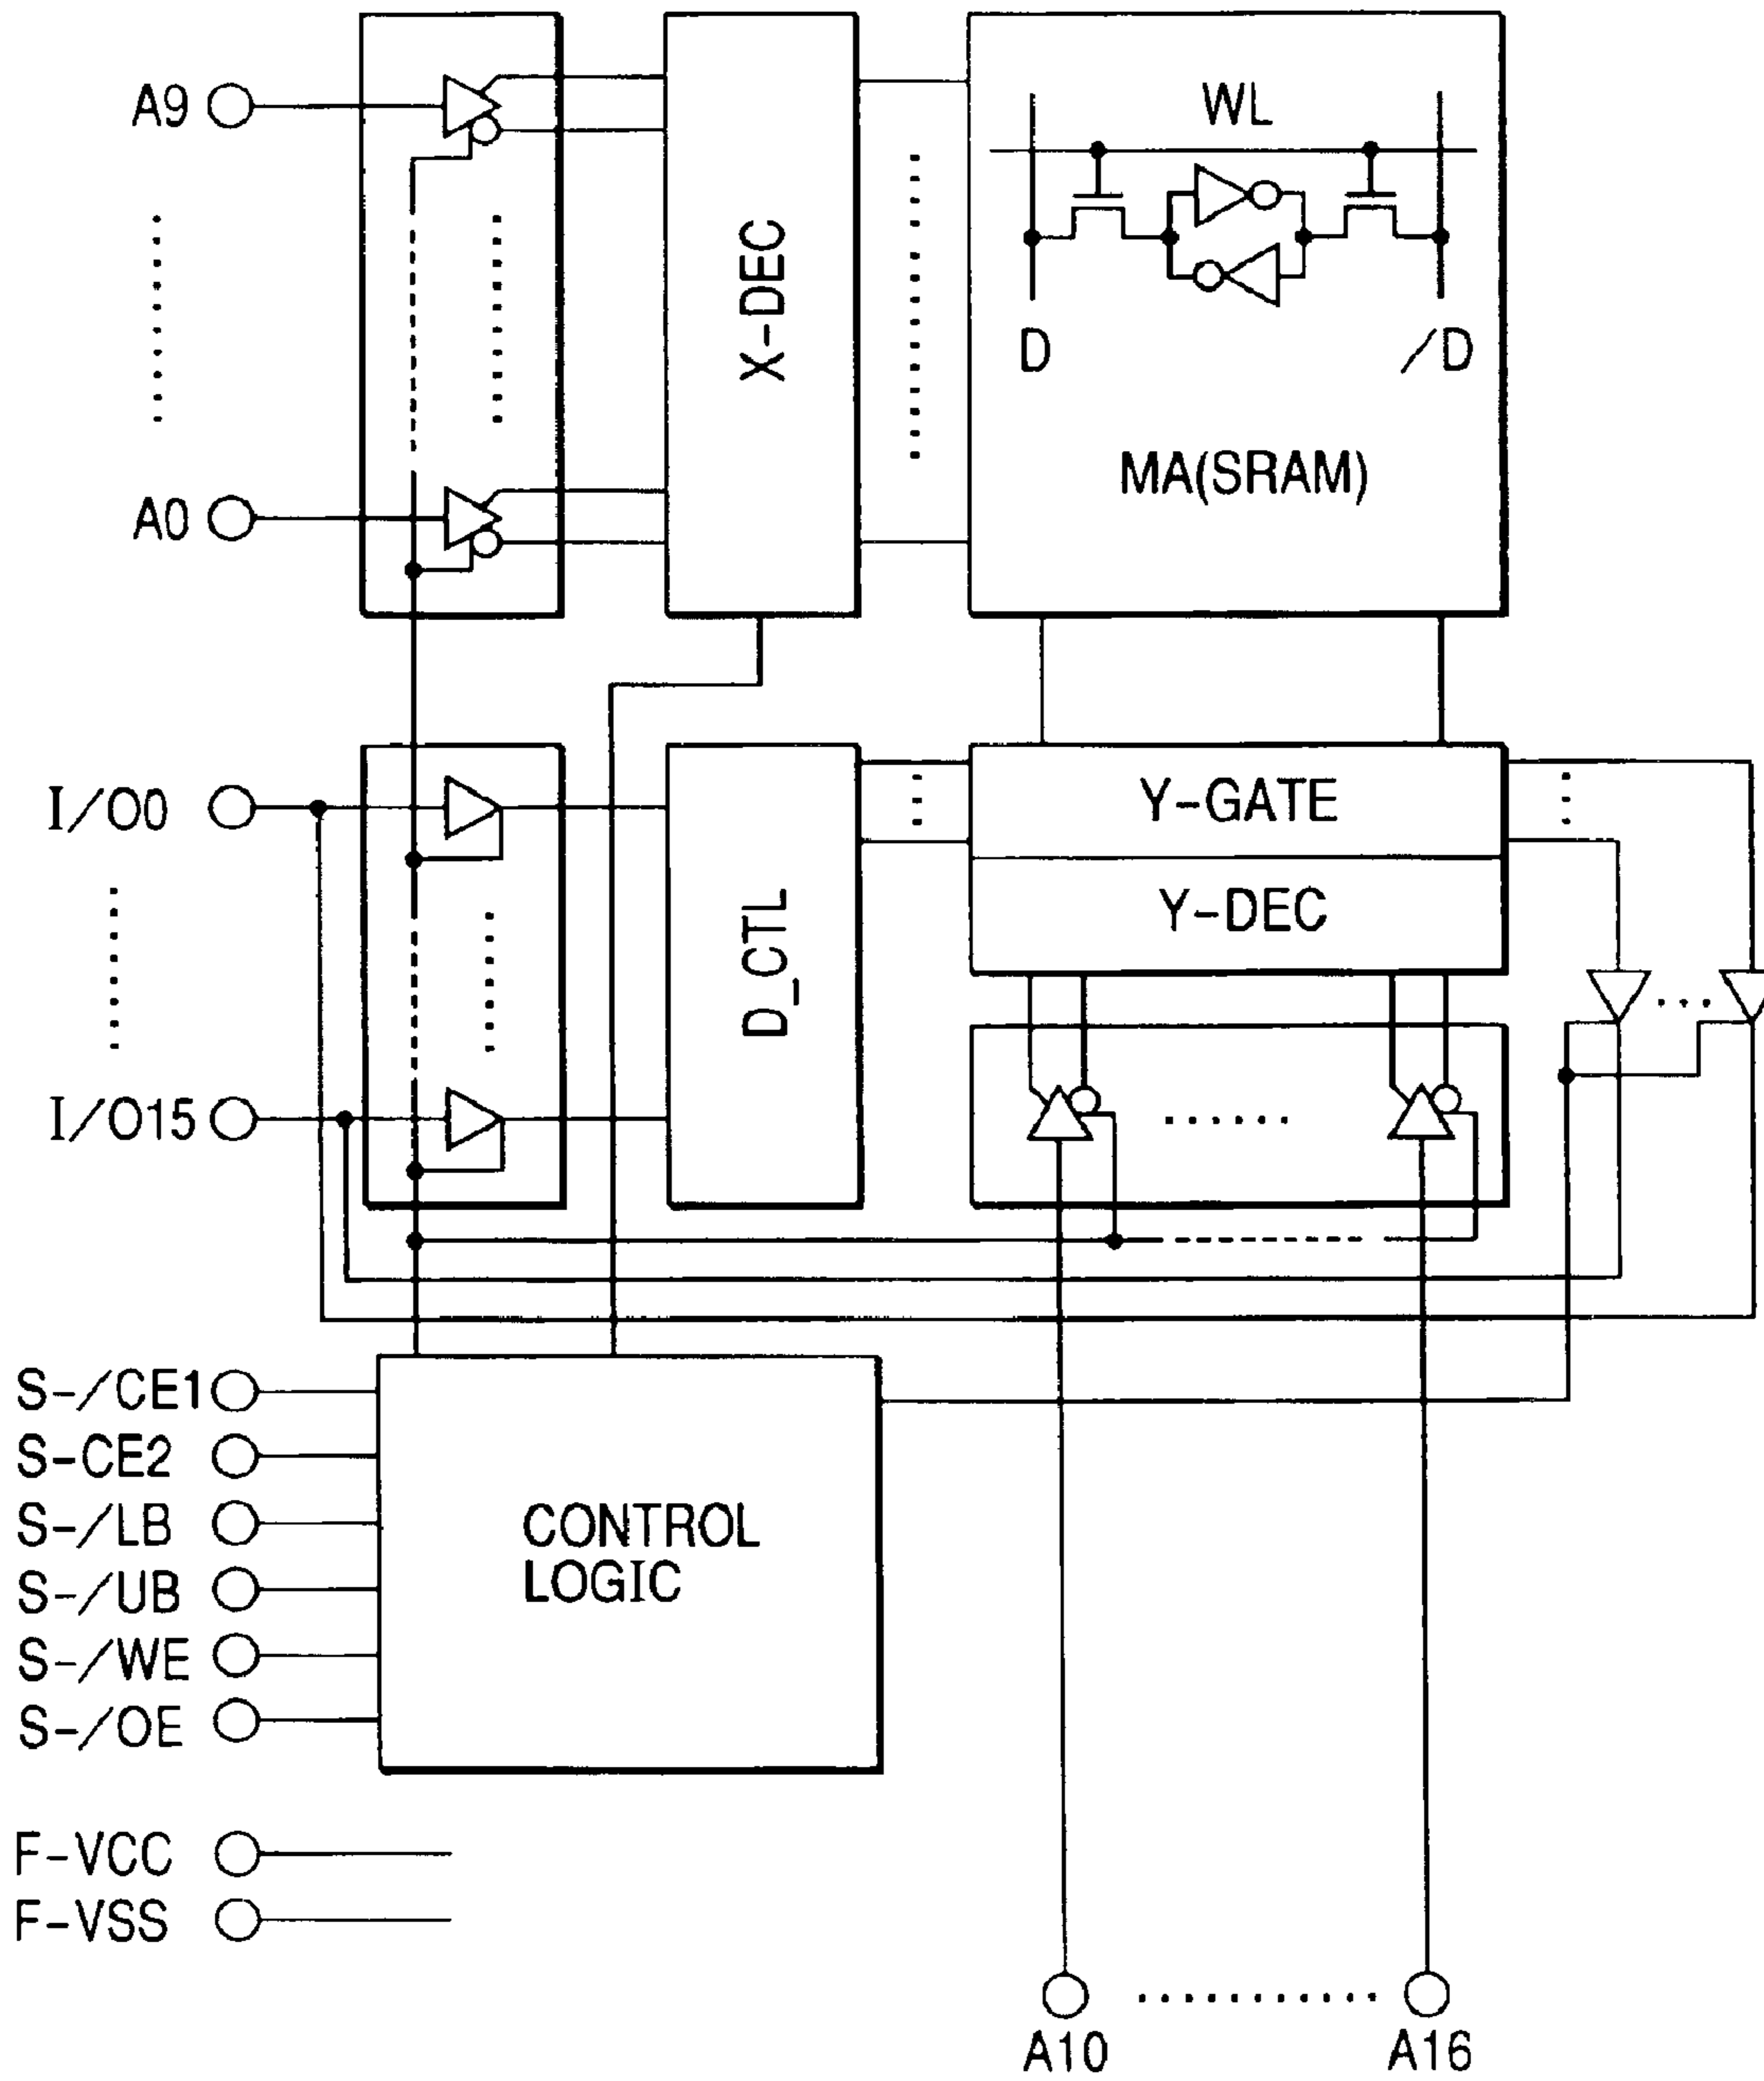 A9
A0
X-DEC
WL
D
/D
MA(SRAM)
I/O0
I/O15
D_CTL
Y-GATE
Y-DEC
S-/CE1
S-CE2
S-/LB
S-/UB
S-/WE
S-/OE
CONTROL
LOGIC
F-VCC
F-VSS
A10
A16